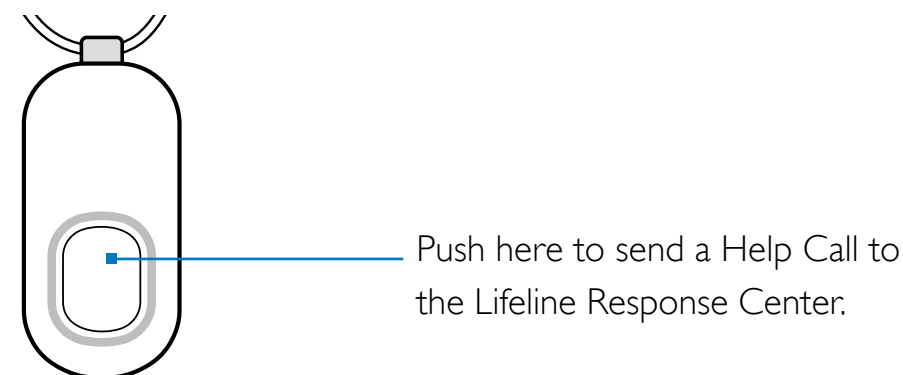 Push here to send a Help Call to
the Lifeline Response Center.